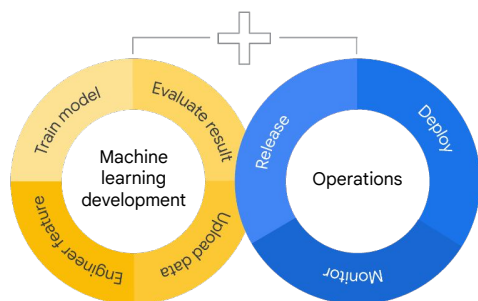 Train model
Evaluate result
Machine
learning
development
Engineer feature
Upload data
Release
Deploy
Operations
Monitor